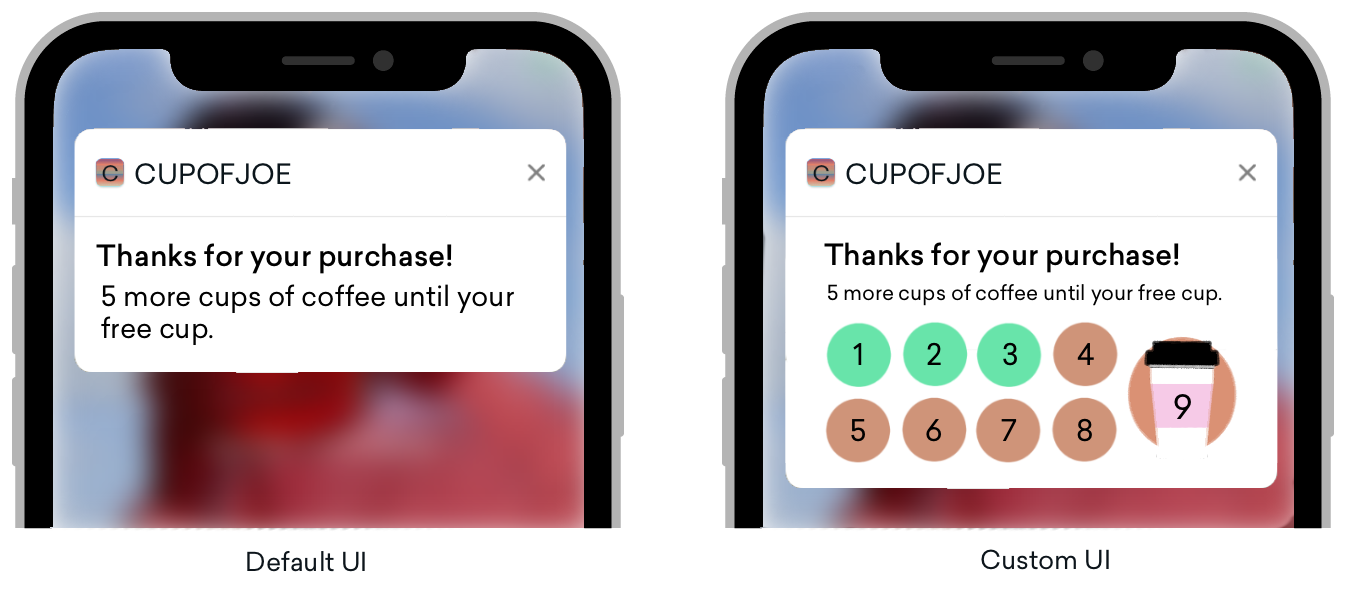 C CUPOFJOE
Thanks for your purchase!
5 more cups of coffee until your
free cup.
Default UI
C CUPOFJOE
Thanks for your purchase!
5 more cups of coffee until your free cup.
1 2 3 4
5 6 7 8
9
Custom UI